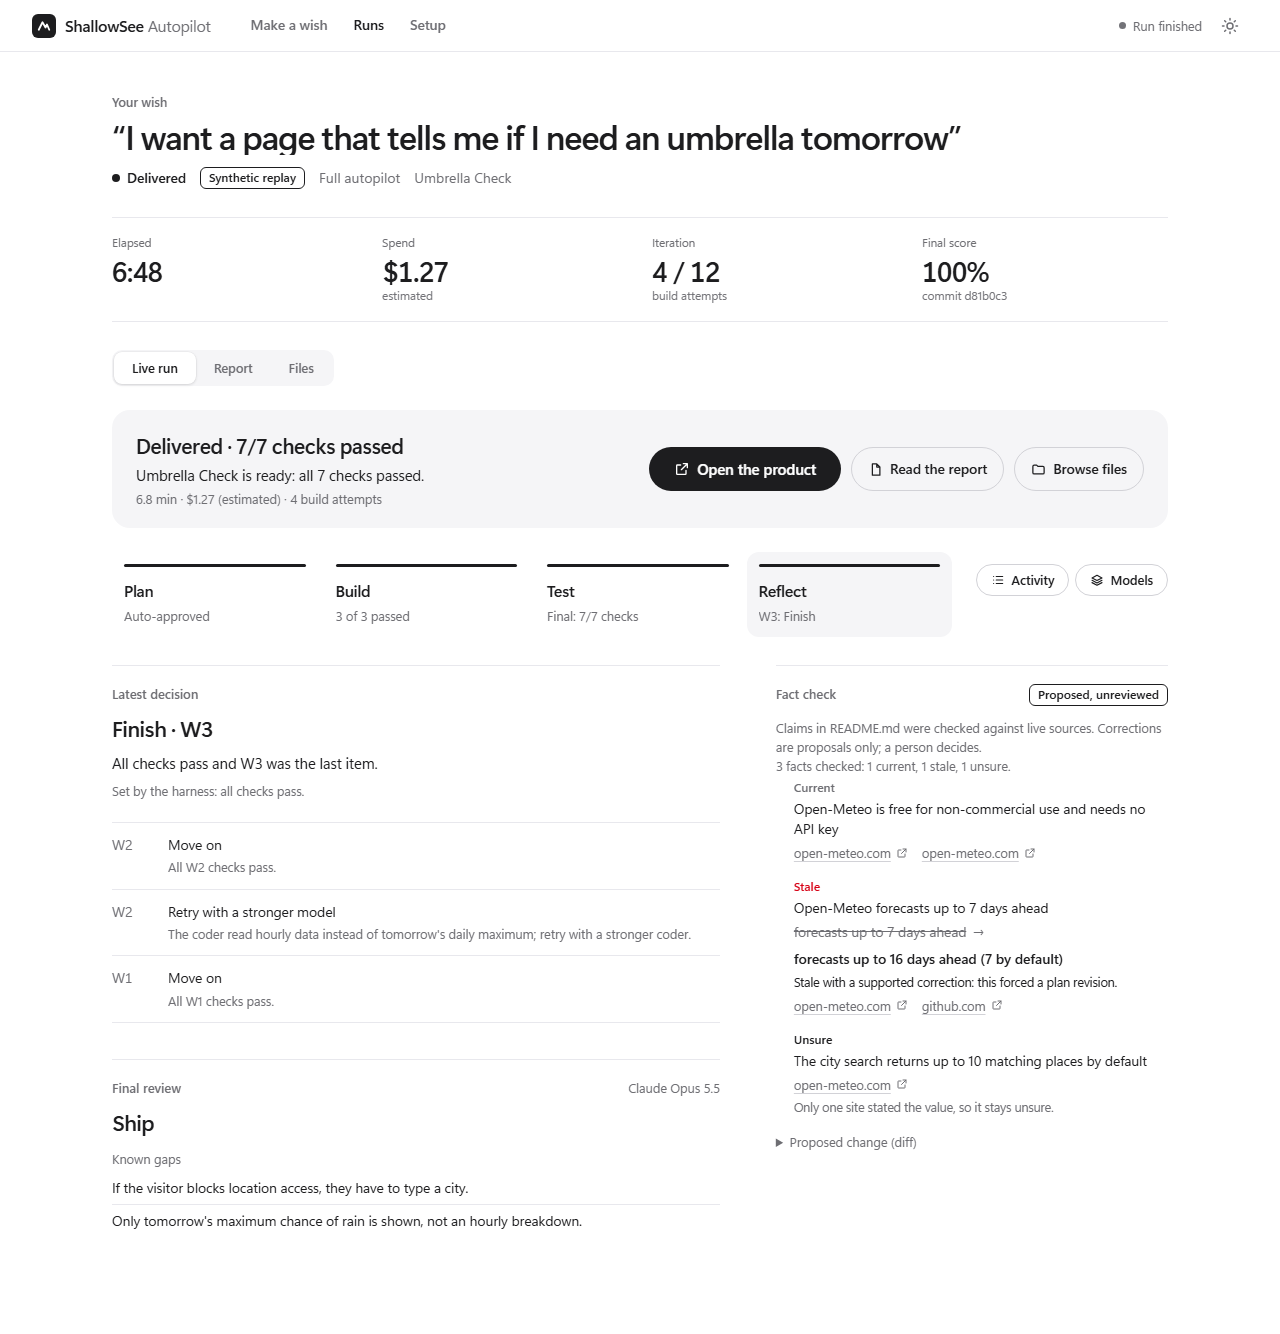 ShallowSee Autopilot
Make a wish
Runs
Setup
Run finished
Your wish
“I want a page that tells me if I need an umbrella tomorrow”
Delivered
Synthetic replay
Full autopilot
Umbrella Check
Elapsed
6:48
Spend
$1.27
estimated
Iteration
4 / 12
build attempts
Final score
100%
commit d81b0c3
Live run
Report
Files
Delivered · 7/7 checks passed
Umbrella Check is ready: all 7 checks passed.
6.8 min · $1.27 (estimated) · 4 build attempts
Open the product
Read the report
Browse files
Plan
Auto-approved
Build
3 of 3 passed
Test
Final: 7/7 checks
Reflect
W3: Finish
Activity
Models
Latest decision
Finish · W3
All checks pass and W3 was the last item.
Set by the harness: all checks pass.
W2
Move on
All W2 checks pass.
W2
Retry with a stronger model
The coder read hourly data instead of tomorrow's daily maximum; retry with a stronger coder.
W1
Move on
All W1 checks pass.
Final review
Claude Opus 5.5
Ship
Known gaps
If the visitor blocks location access, they have to type a city.
Only tomorrow's maximum chance of rain is shown, not an hourly breakdown.
Fact check
Proposed, unreviewed
Claims in README.md were checked against live sources. Corrections
are proposals only; a person decides.
3 facts checked: 1 current, 1 stale, 1 unsure.
Current
Open-Meteo is free for non-commercial use and needs no
API key
open-meteo.com
open-meteo.com
Stale
Open-Meteo forecasts up to 7 days ahead
forecasts up to 7 days ahead →
forecasts up to 16 days ahead (7 by default)
Stale with a supported correction: this forced a plan revision.
open-meteo.com
github.com
Unsure
The city search returns up to 10 matching places by default
open-meteo.com
Only one site stated the value, so it stays unsure.
Proposed change (diff)